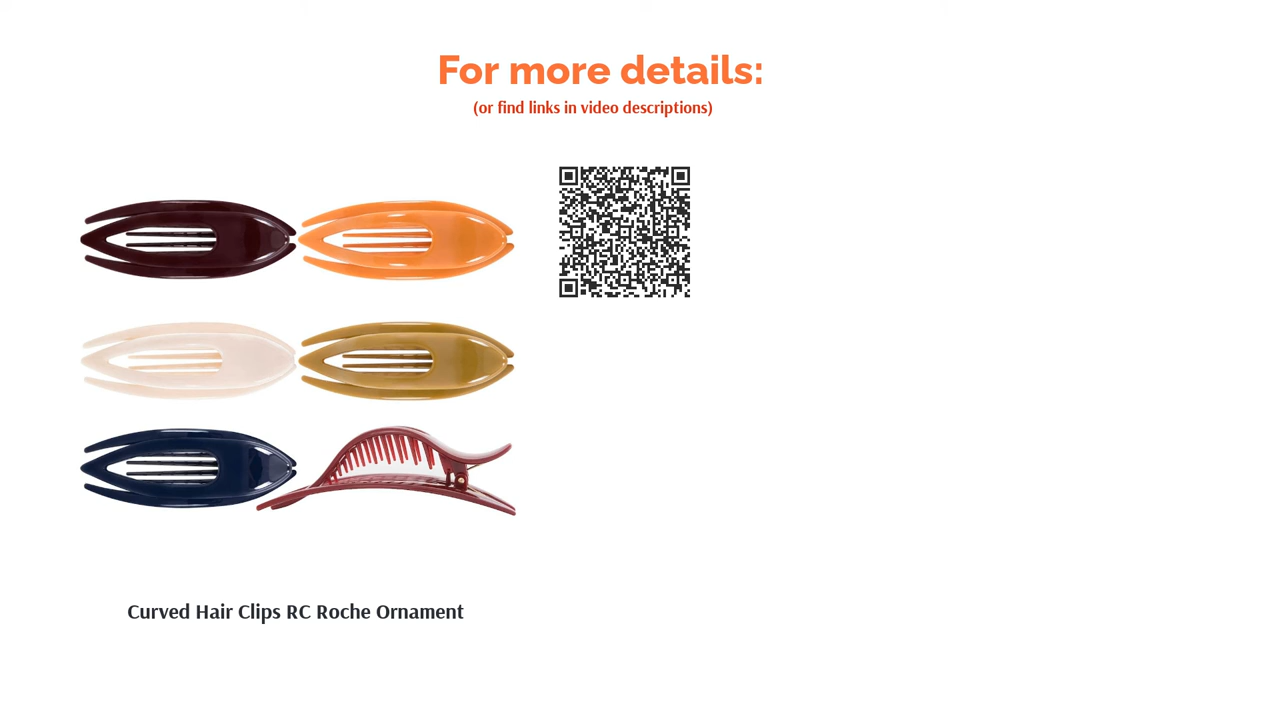 For more details:
(or find links in video descriptions)
Curved Hair Clips RC Roche Ornament